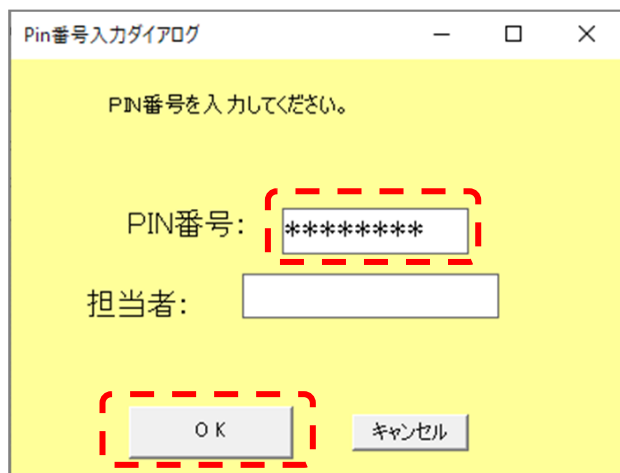 Pin番号入力ダイアログ
PIN番号を入力してください。
PIN番号: ********
担当者:
OK キャンセル